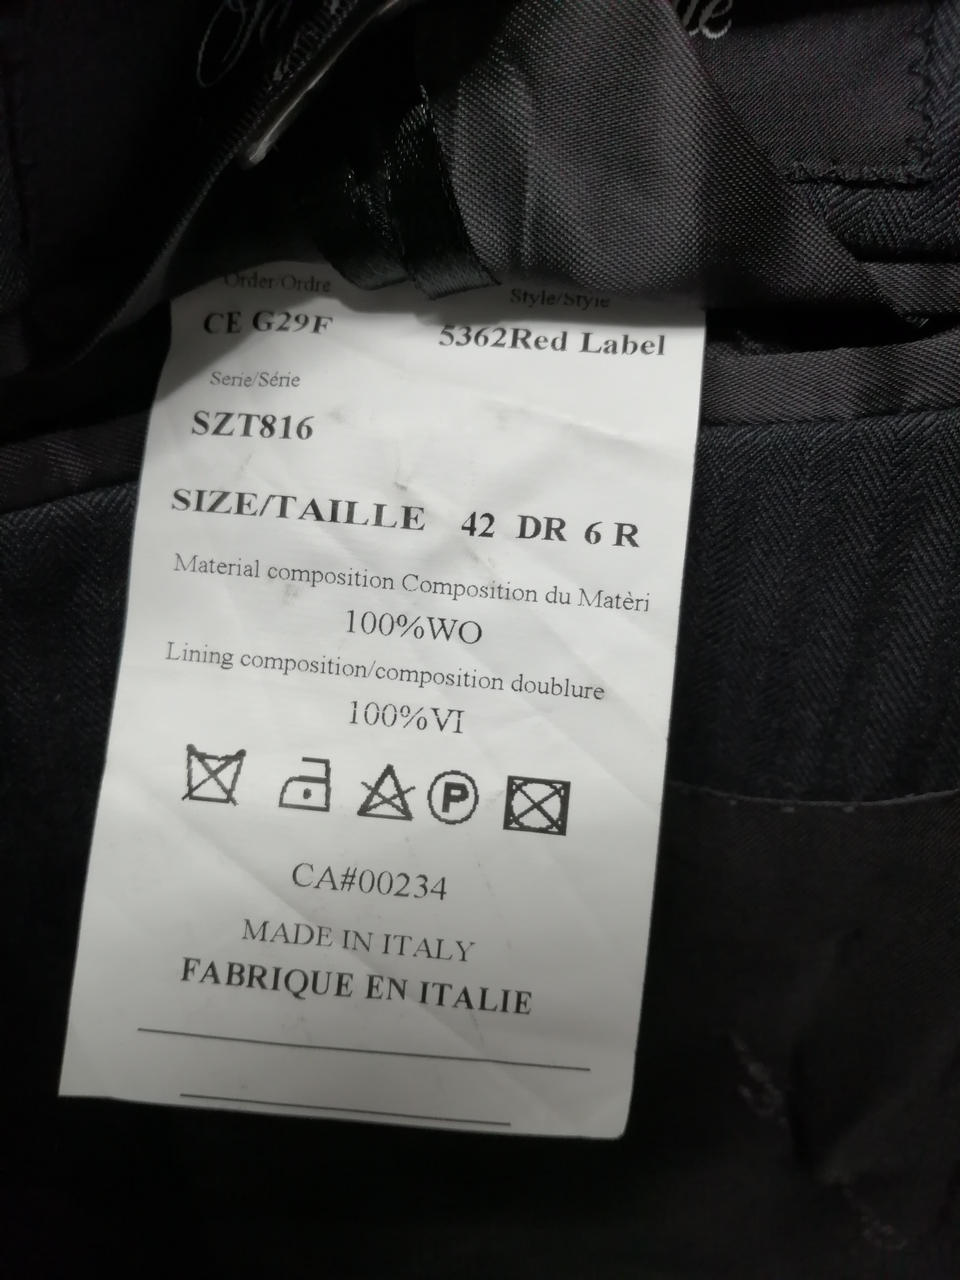 Order/Ordre Style/Style
CE G29F 5362Red Label
Serie/Série
SZT816
SIZE/TAILLE 42 DR 6 R
Material composition Composition du Matèri
100%WO
Lining composition/composition doublure
100%VI
P
CA#00234
MADE IN ITALY
FABRIQUE EN ITALIE